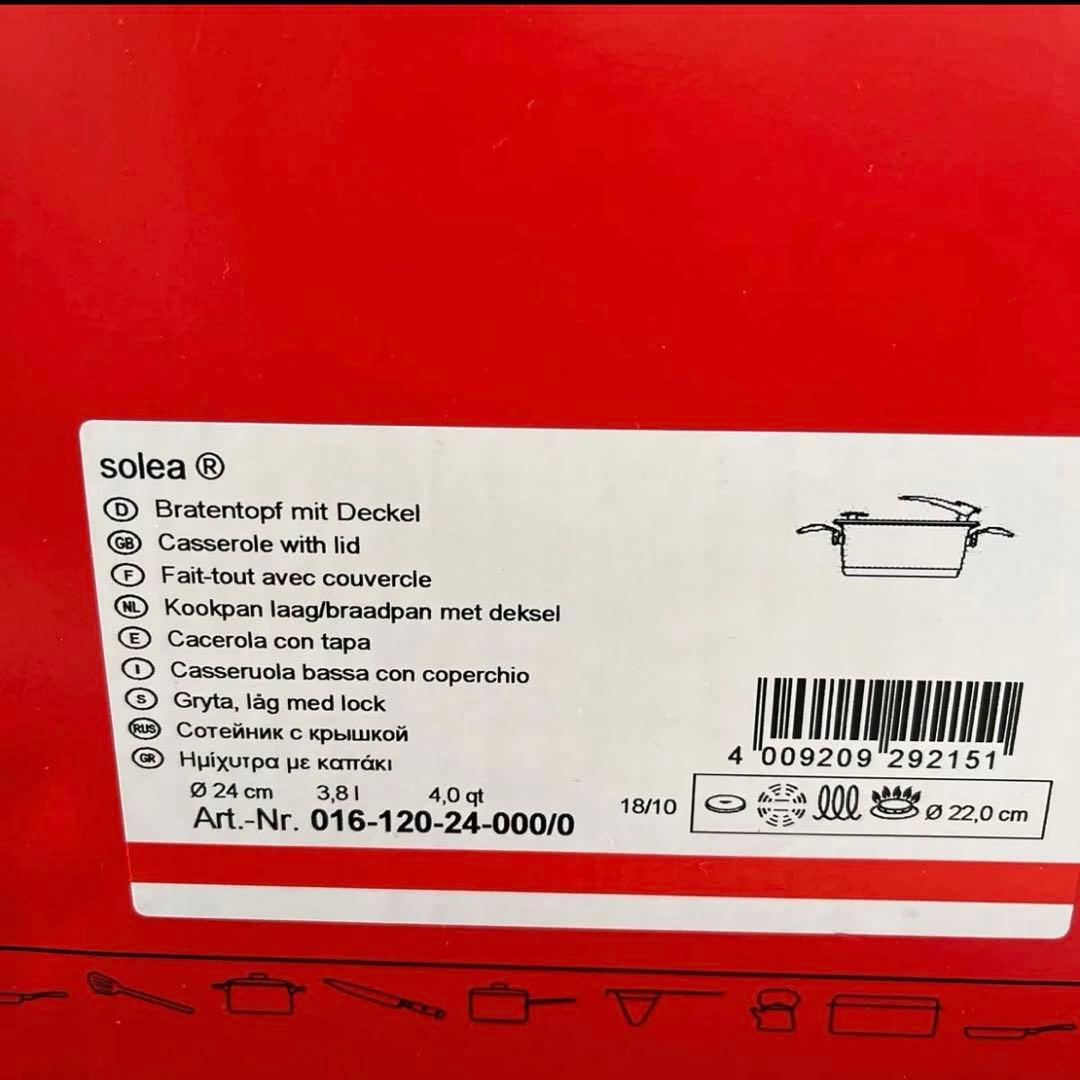 solea ®
D Bratentopf mit Deckel
GB Casserole with lid
F Fait-tout avec couvercle
NL Kookpan laag/braadpan met deksel
E Cacerola con tapa
I Casseruola bassa con coperchio
S Gryta, låg med lock
RUS Сотейник с крышкой
GR Ημίχυτρα με καπάκι
Ø 24 cm 3,8 l 4,0 qt
Art.-Nr. 016-120-24-000/0
4 009209 292151
18/10 Ø 22,0 cm